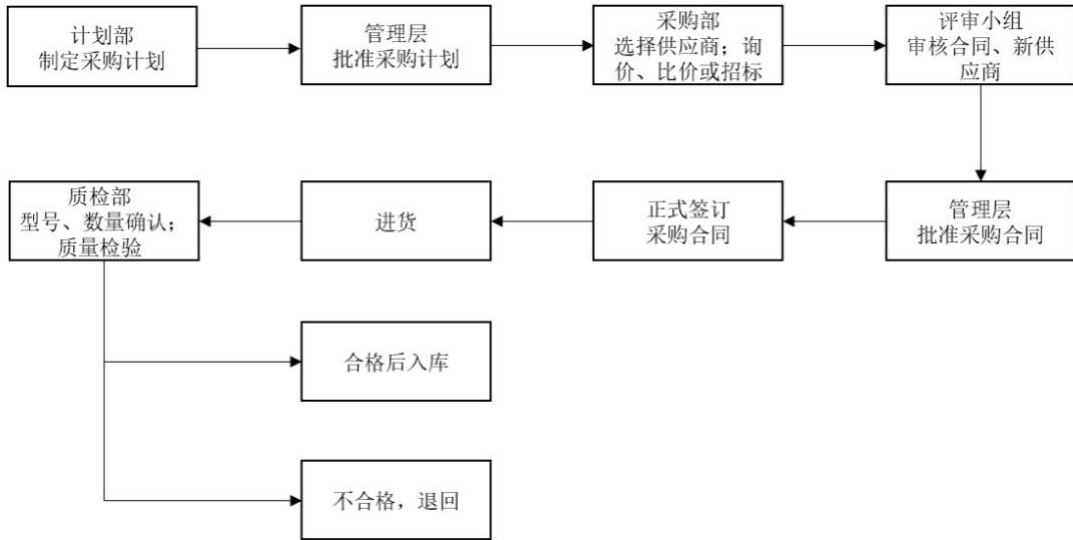 计划部
制定采购计划
管理层
批准采购计划
采购部
选择供应商；询
价、比价或招标
评审小组
审核合同、新供
应商
管理层
批准采购合同
正式签订
采购合同
进货
质检部
型号、数量确认；
质量检验
合格后入库
不合格，退回